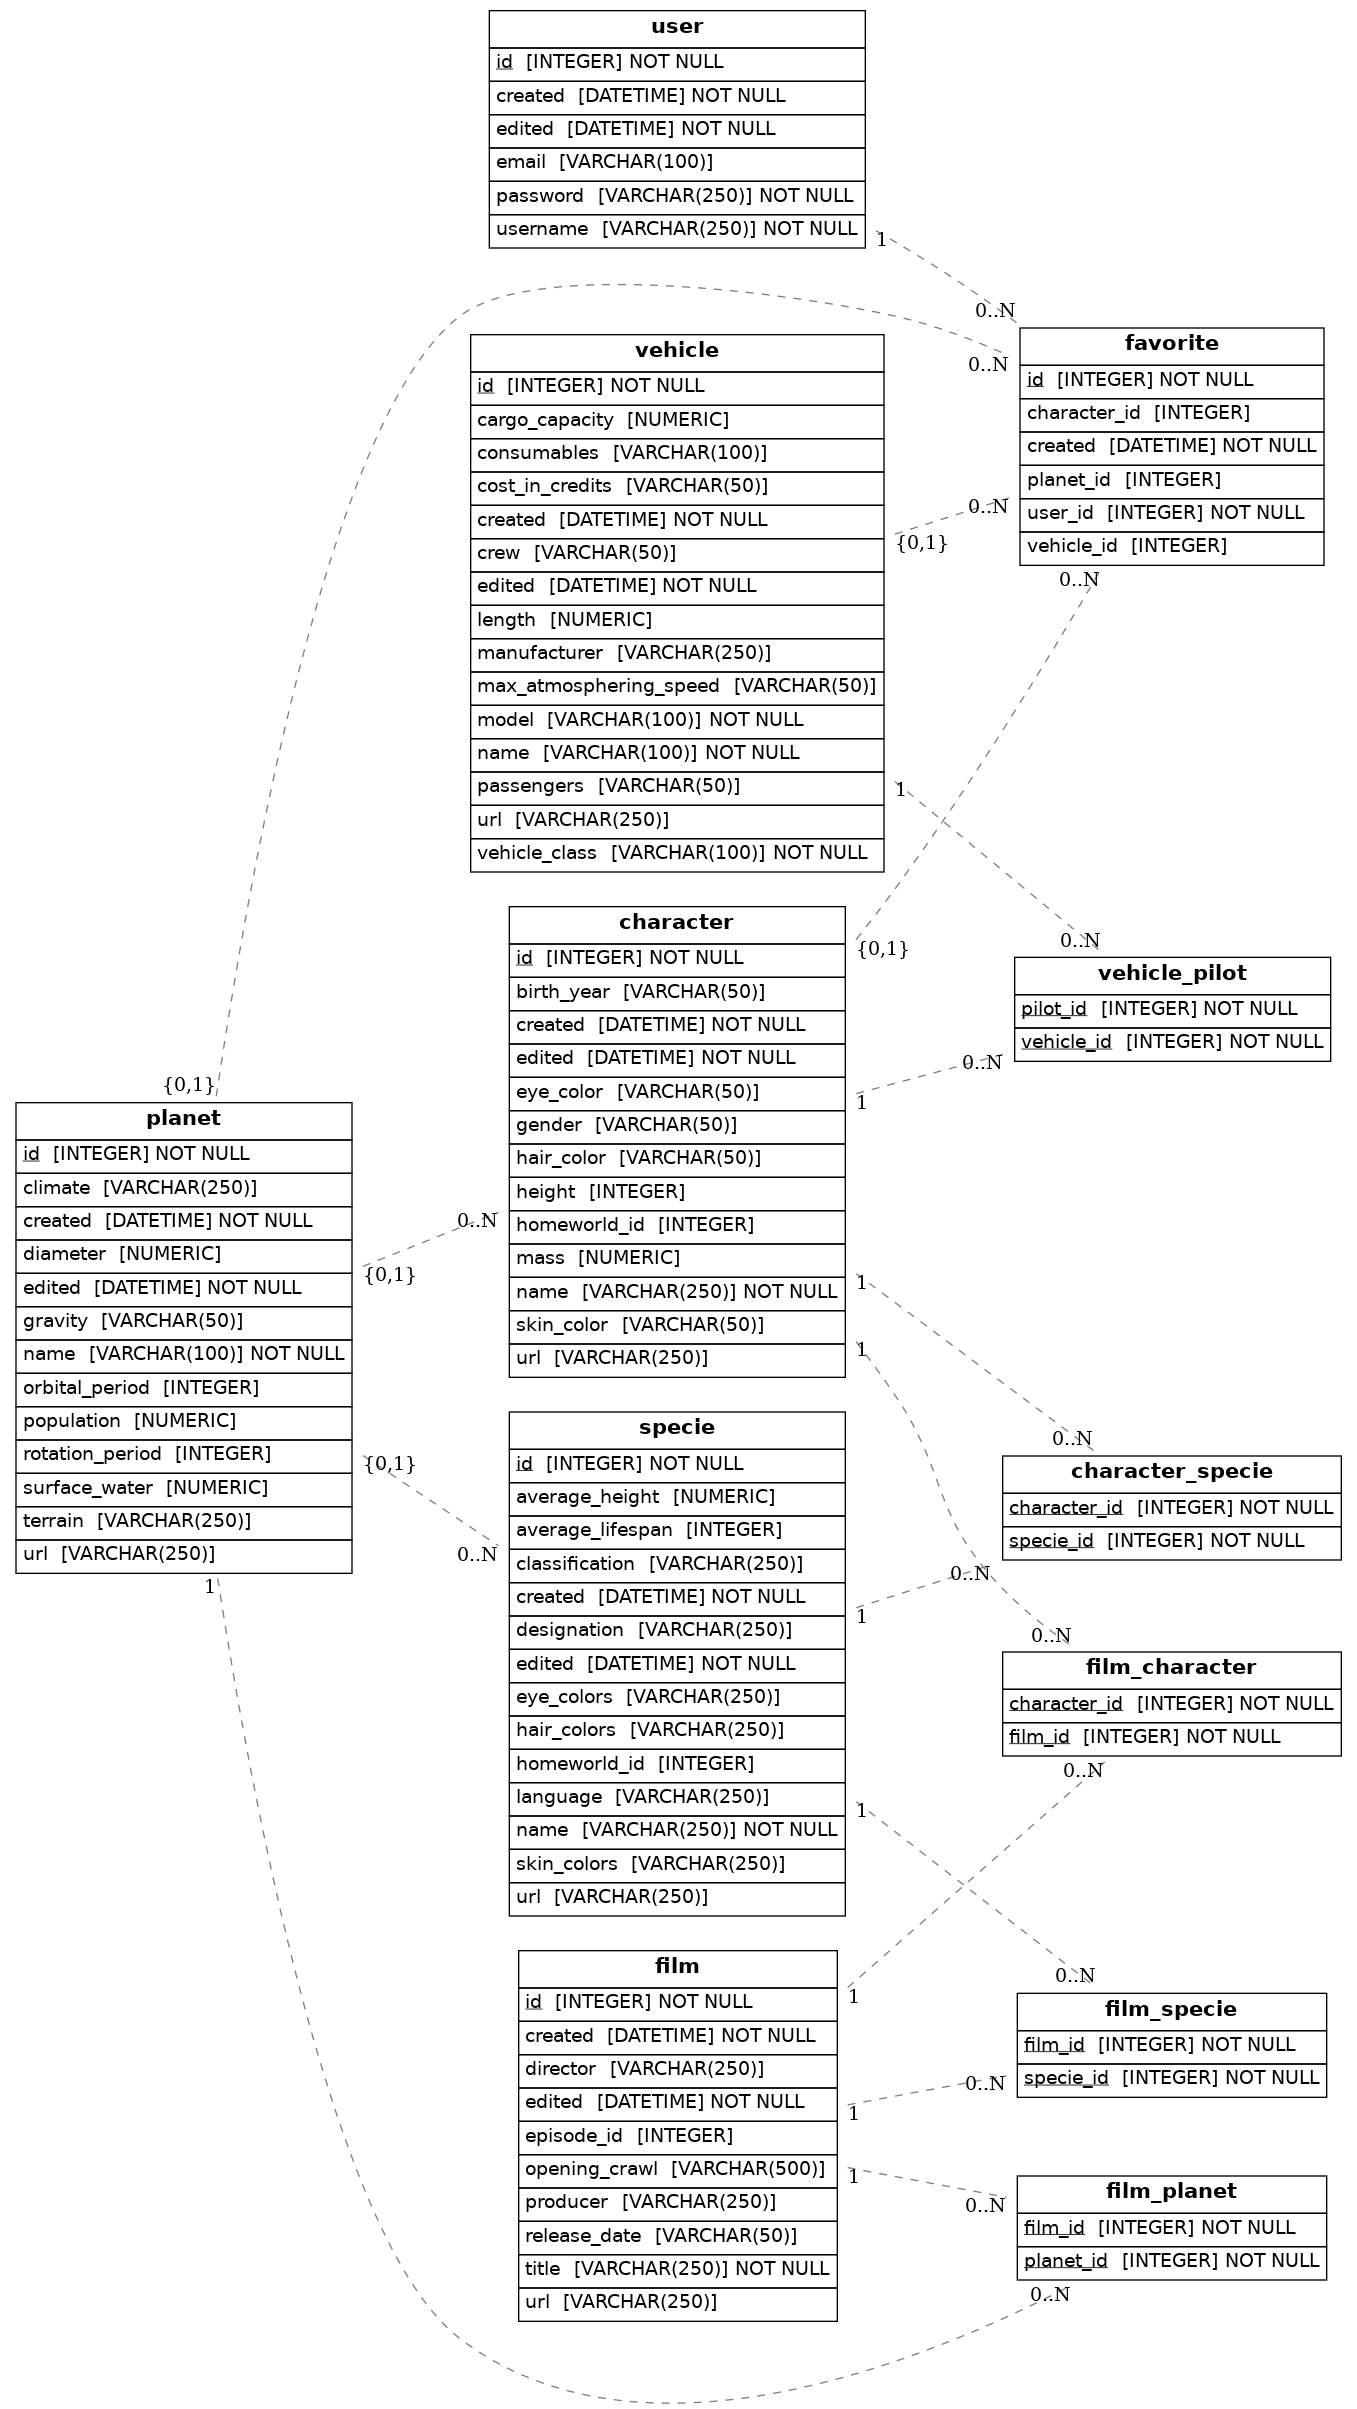 user
id [INTEGER] NOT NULL
created [DATETIME] NOT NULL
edited [DATETIME] NOT NULL
email [VARCHAR(100)]
password [VARCHAR(250)] NOT NULL
username [VARCHAR(250)] NOT NULL
1
0..N
0..N
vehicle
id [INTEGER] NOT NULL
cargo_capacity [NUMERIC]
consumables [VARCHAR(100)]
cost_in_credits [VARCHAR(50)]
created [DATETIME] NOT NULL
crew [VARCHAR(50)]
edited [DATETIME] NOT NULL
length [NUMERIC]
manufacturer [VARCHAR(250)]
max_atmosphering_speed [VARCHAR(50)]
model [VARCHAR(100)] NOT NULL
name [VARCHAR(100)] NOT NULL
passengers [VARCHAR(50)]
url [VARCHAR(250)]
vehicle_class [VARCHAR(100)] NOT NULL
{0,1}
0..N
1
favorite
id [INTEGER] NOT NULL
character_id [INTEGER]
created [DATETIME] NOT NULL
planet_id [INTEGER]
user_id [INTEGER] NOT NULL
vehicle_id [INTEGER]
0..N
character
id [INTEGER] NOT NULL
birth_year [VARCHAR(50)]
created [DATETIME] NOT NULL
edited [DATETIME] NOT NULL
eye_color [VARCHAR(50)]
gender [VARCHAR(50)]
hair_color [VARCHAR(50)]
height [INTEGER]
homeworld_id [INTEGER]
mass [NUMERIC]
name [VARCHAR(250)] NOT NULL
skin_color [VARCHAR(50)]
url [VARCHAR(250)]
{0,1}
1
1
1
0..N
vehicle_pilot
pilot_id [INTEGER] NOT NULL
vehicle_id [INTEGER] NOT NULL
0..N
{0,1}
planet
id [INTEGER] NOT NULL
climate [VARCHAR(250)]
created [DATETIME] NOT NULL
diameter [NUMERIC]
edited [DATETIME] NOT NULL
gravity [VARCHAR(50)]
name [VARCHAR(100)] NOT NULL
orbital_period [INTEGER]
population [NUMERIC]
rotation_period [INTEGER]
surface_water [NUMERIC]
terrain [VARCHAR(250)]
url [VARCHAR(250)]
{0,1}
0..N
{0,1}
0..N
1
specie
id [INTEGER] NOT NULL
average_height [NUMERIC]
average_lifespan [INTEGER]
classification [VARCHAR(250)]
created [DATETIME] NOT NULL
designation [VARCHAR(250)]
edited [DATETIME] NOT NULL
eye_colors [VARCHAR(250)]
hair_colors [VARCHAR(250)]
homeworld_id [INTEGER]
language [VARCHAR(250)]
name [VARCHAR(250)] NOT NULL
skin_colors [VARCHAR(250)]
url [VARCHAR(250)]
1
1
0..N
character_specie
character_id [INTEGER] NOT NULL
specie_id [INTEGER] NOT NULL
0..N
0..N
film_character
character_id [INTEGER] NOT NULL
film_id [INTEGER] NOT NULL
0..N
film
id [INTEGER] NOT NULL
created [DATETIME] NOT NULL
director [VARCHAR(250)]
edited [DATETIME] NOT NULL
episode_id [INTEGER]
opening_crawl [VARCHAR(500)]
producer [VARCHAR(250)]
release_date [VARCHAR(50)]
title [VARCHAR(250)] NOT NULL
url [VARCHAR(250)]
1
1
1
0..N
film_specie
film_id [INTEGER] NOT NULL
specie_id [INTEGER] NOT NULL
0..N
film_planet
film_id [INTEGER] NOT NULL
planet_id [INTEGER] NOT NULL
0..N
0..N